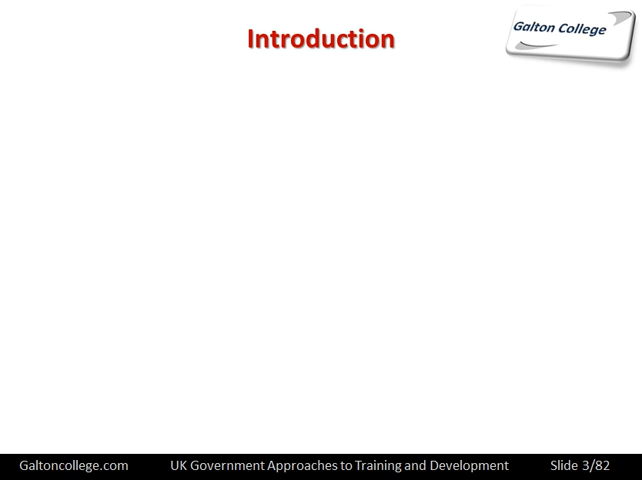 Introduction
Galton College
Galtoncollege.com UK Government Approaches to Training and Development Slide 3/82